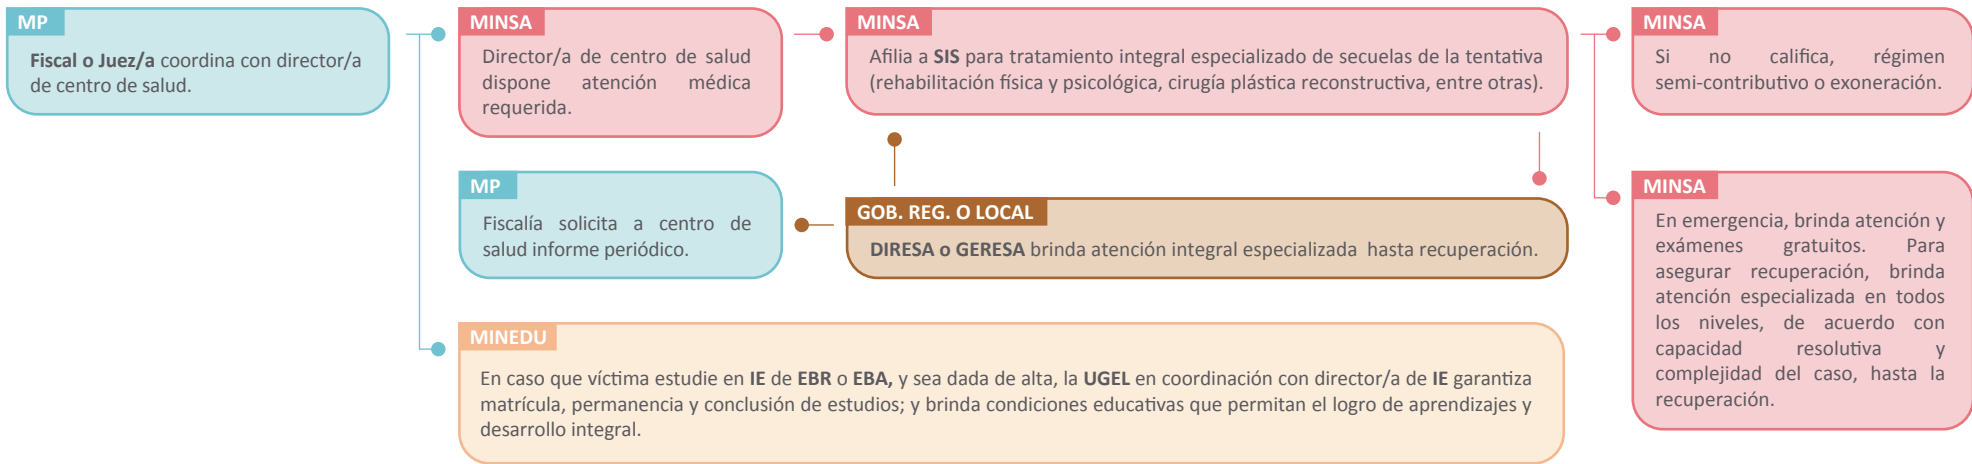 MP
Fiscal o Juez/a coordina con director/a
de centro de salud.
MINSA
Director/a de centro de salud
dispone atención médica
requerida.
MINSA
Afilia a SIS para tratamiento integral especializado de secuelas de la tentativa
(rehabilitación física y psicológica, cirugía plástica reconstructiva, entre otras).
MINSA
Si no califica, régimen
semi-contributivo o exoneración.
MP
Fiscalía solicita a centro de
salud informe periódico.
GOB. REG. O LOCAL
DIRESA o GERESA brinda atención integral especializada hasta recuperación.
MINSA
En emergencia, brinda atención y
exámenes gratuitos. Para
asegurar recuperación, brinda
atención especializada en todos
los niveles, de acuerdo con
capacidad resolutiva y
complejidad del caso, hasta la
recuperación.
MINEDU
En caso que víctima estudie en IE de EBR o EBA, y sea dada de alta, la UGEL en coordinación con director/a de IE garantiza
matrícula, permanencia y conclusión de estudios; y brinda condiciones educativas que permitan el logro de aprendizajes y
desarrollo integral.